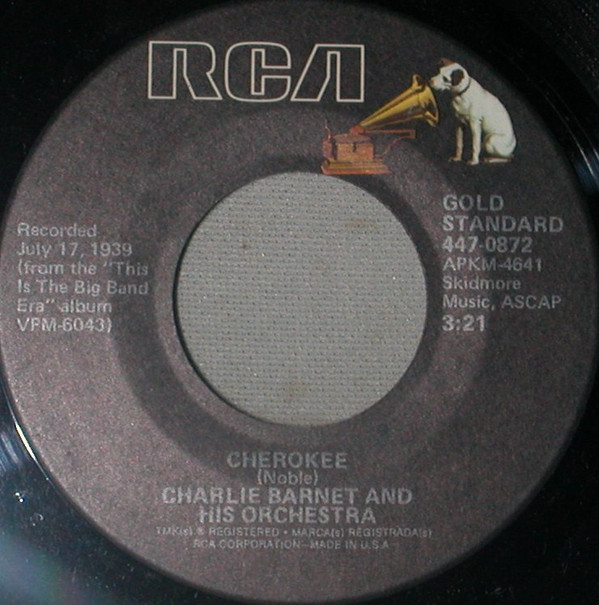 RCA
Recorded
July 17, 1939
(from the "This
Is The Big Band
Era" album
VPM-6043)
GOLD
STANDARD
447-0872
APKM-4641
Skidmore
Music, ASCAP
3:21
CHEROKEE
(Noble)
CHARLIE BARNET AND
HIS ORCHESTRA
TMK(s) ® REGISTERED • MARCA(s) REGISTRADA(s)
RCA CORPORATION—MADE IN U.S.A.